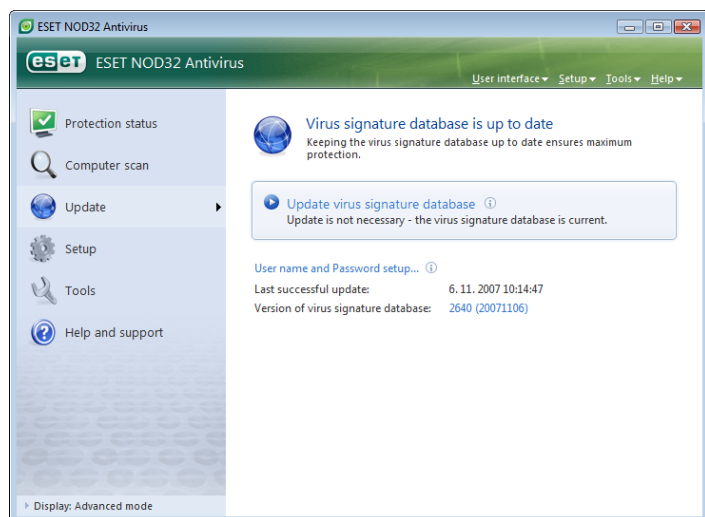 ESET NOD32 Antivirus
eset ESET NOD32 Antivirus
User interface Setup Tools Help
Protection status
Computer scan
Update
Setup
Tools
Help and support
Display: Advanced mode
Virus signature database is up to date
Keeping the virus signature database up to date ensures maximum
protection.
Update virus signature database
Update is not necessary - the virus signature database is current.
User name and Password setup...
Last successful update: 6. 11. 2007 10:14:47
Version of virus signature database: 2640 (20071106)